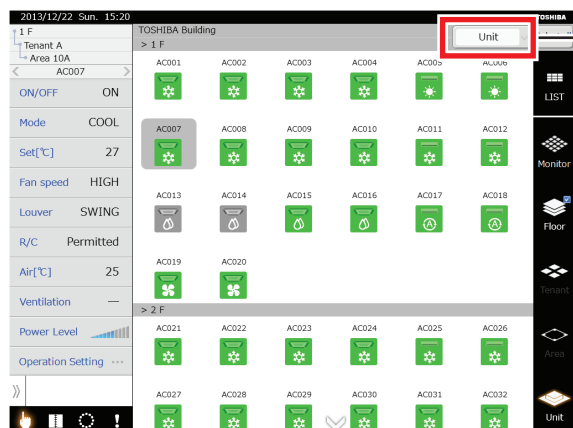 2013/12/22 Sun. 15:20
TOSHIBA
1 F
Tenant A
Area 10A
AC007
ON/OFF ON
Mode COOL
Set[℃] 27
Fan speed HIGH
Louver SWING
R/C Permitted
Air[℃] 25
Ventilation —
Power Level
Operation Setting ...
TOSHIBA Building
Unit
> 1 F
AC001 AC002 AC003 AC004 AC005 AC006
AC007 AC008 AC009 AC010 AC011 AC012
AC013 AC014 AC015 AC016 AC017 AC018
AC019 AC020
> 2 F
AC021 AC022 AC023 AC024 AC025 AC026
AC027 AC028 AC029 AC030 AC031 AC032
LIST
Monitor
Floor
Tenant
Area
Unit